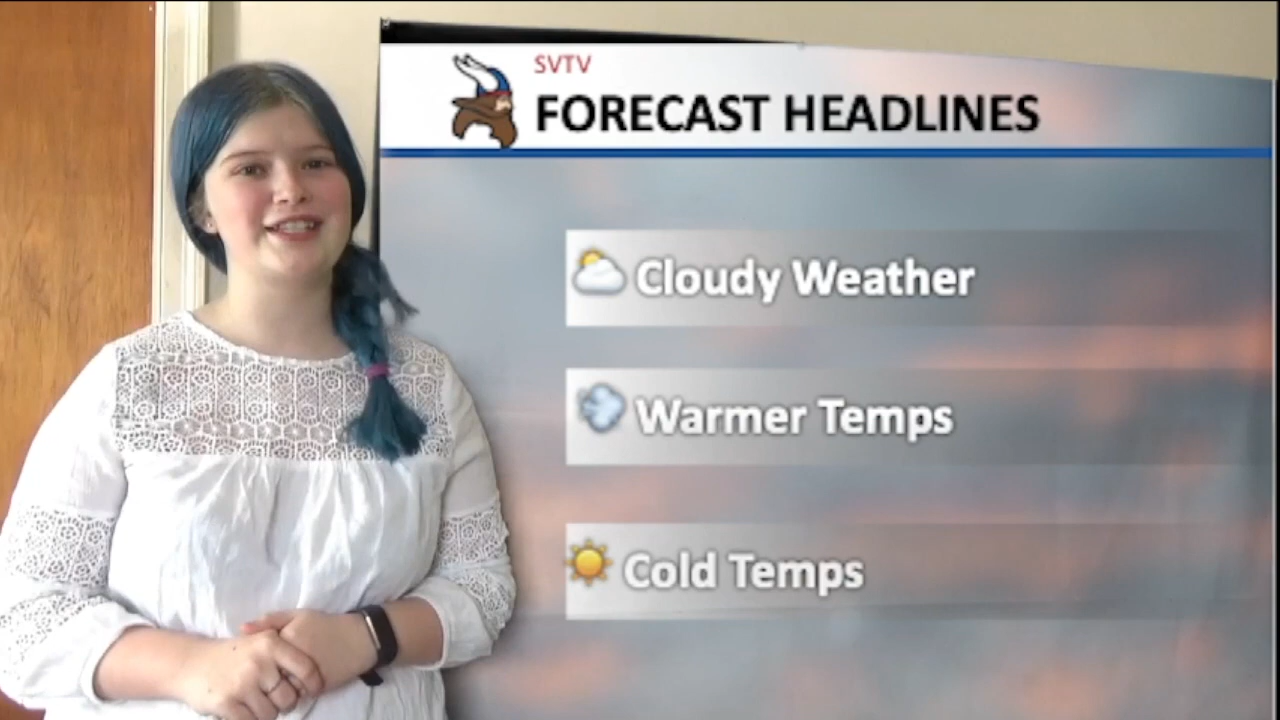 SVTV
FORECAST HEADLINES
Cloudy Weather
Warmer Temps
Cold Temps